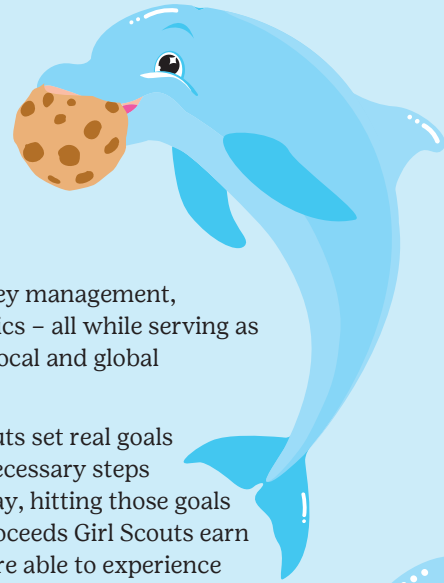 ey management,
ics – all while serving as
ocal and global
uts set real goals
ecessary steps
ay, hitting those goals
oceeds Girl Scouts earn
re able to experience